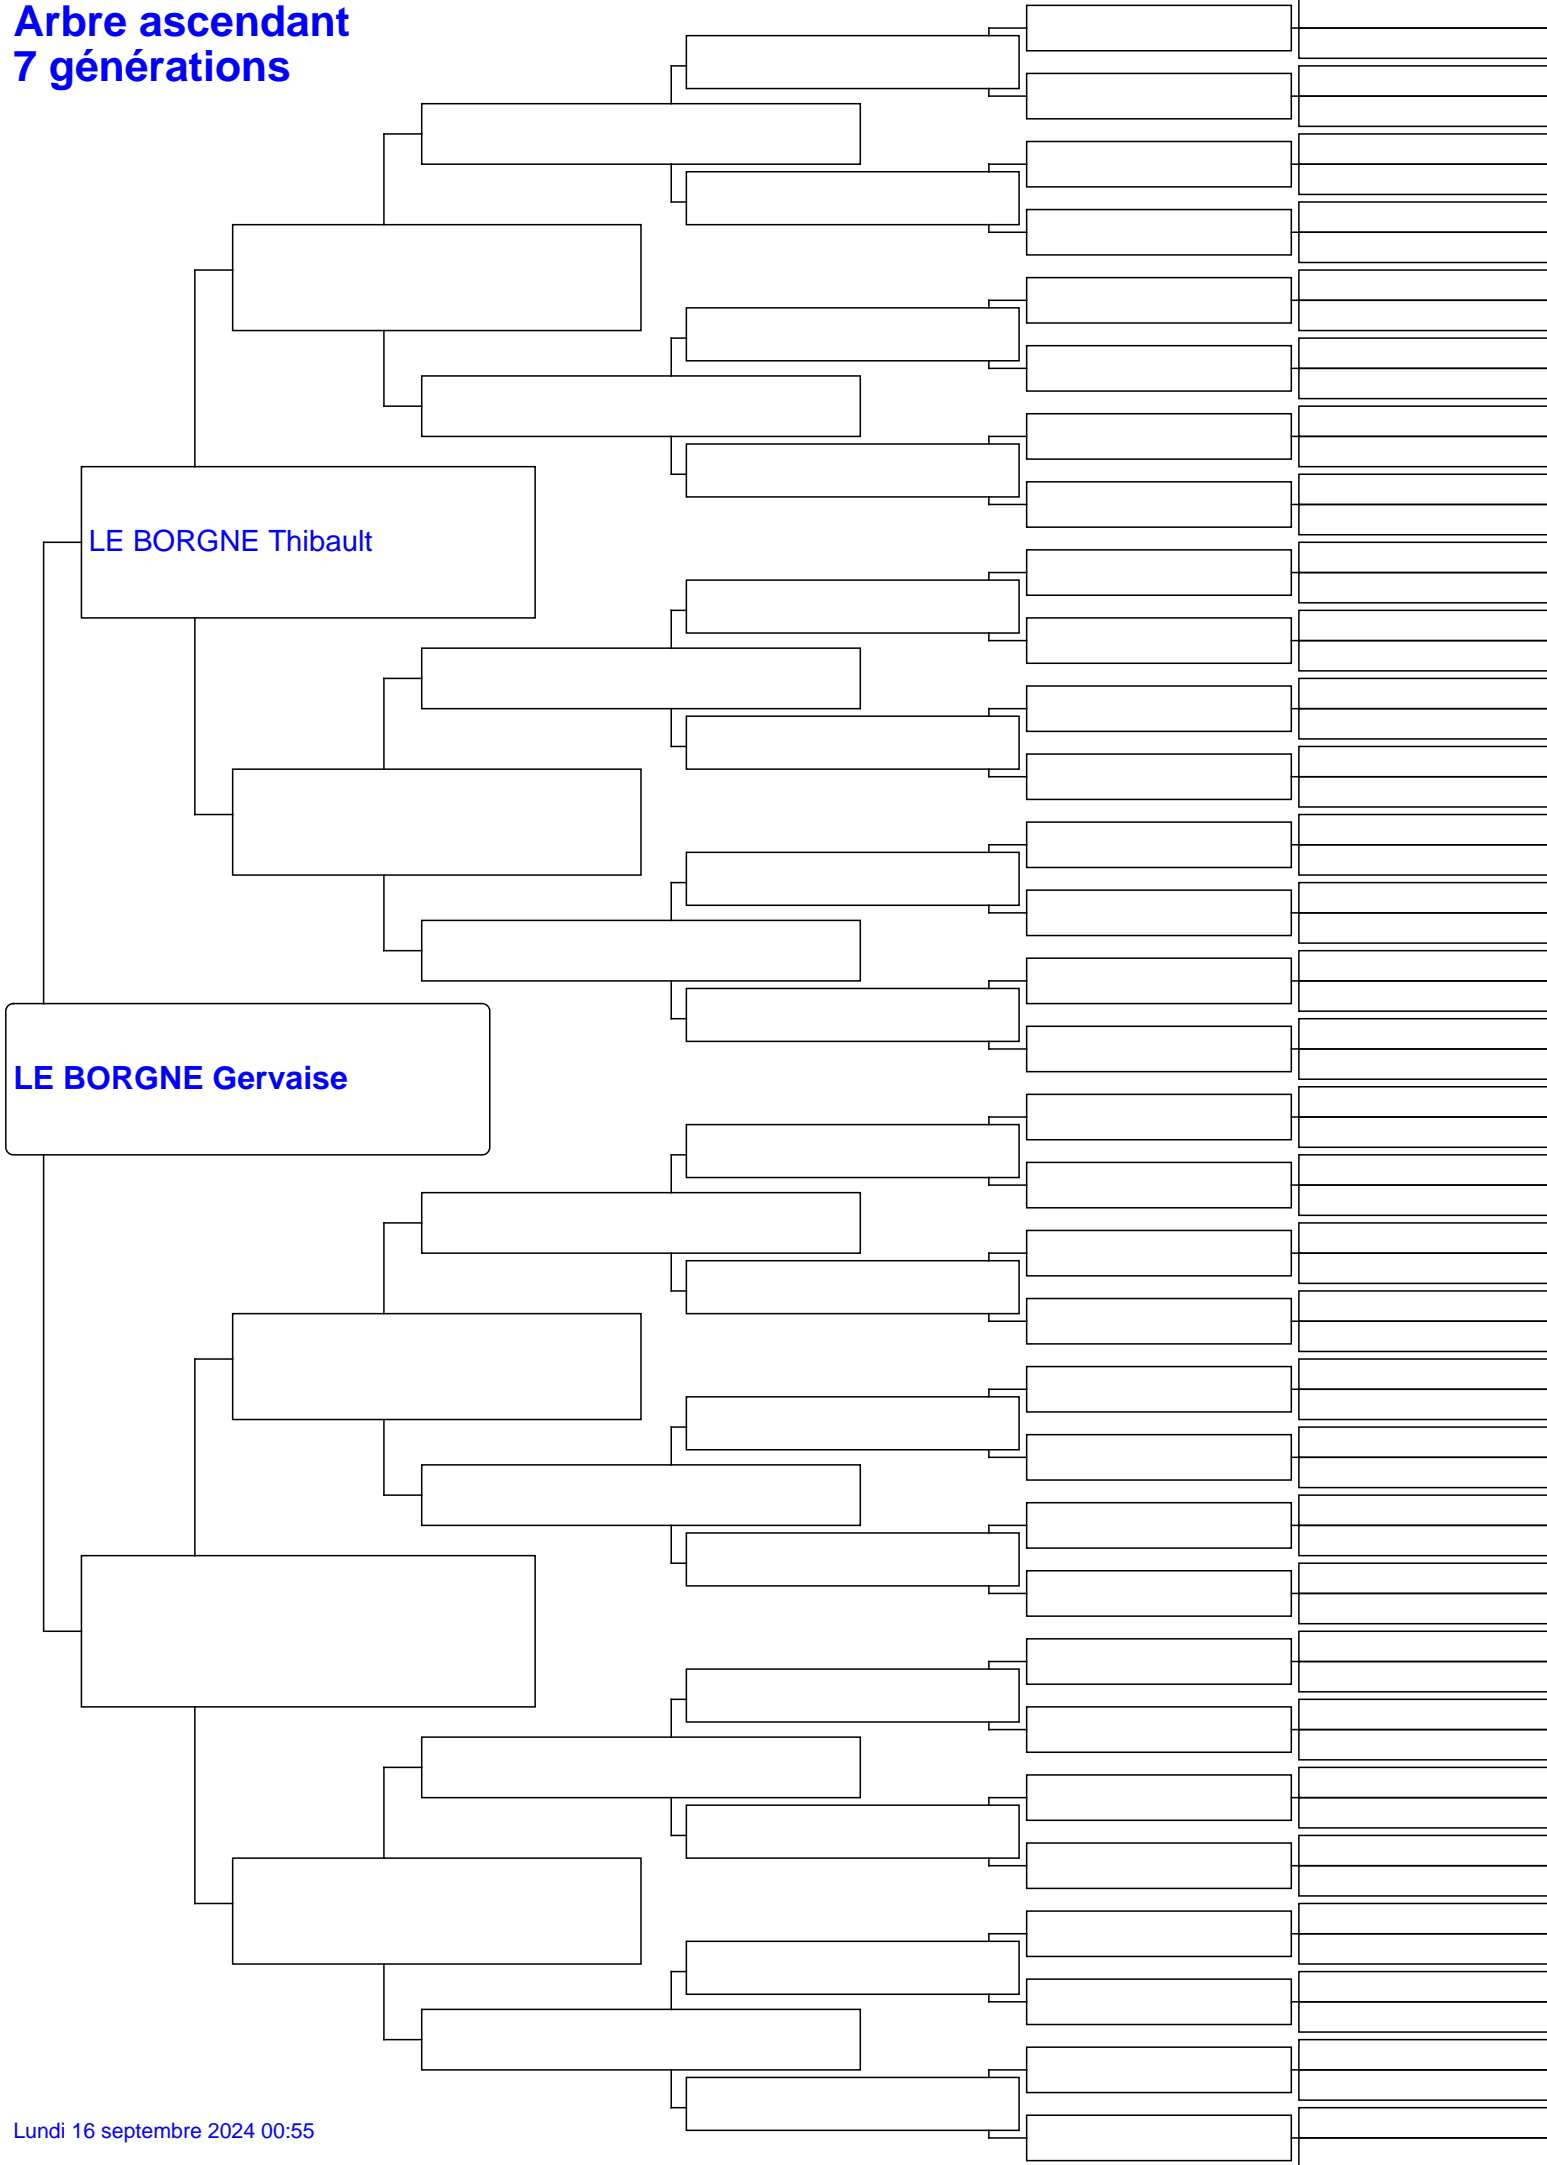 Arbre ascendant
7 générations
LE BORGNE Thibault
LE BORGNE Gervaise
Lundi 16 septembre 2024 00:55